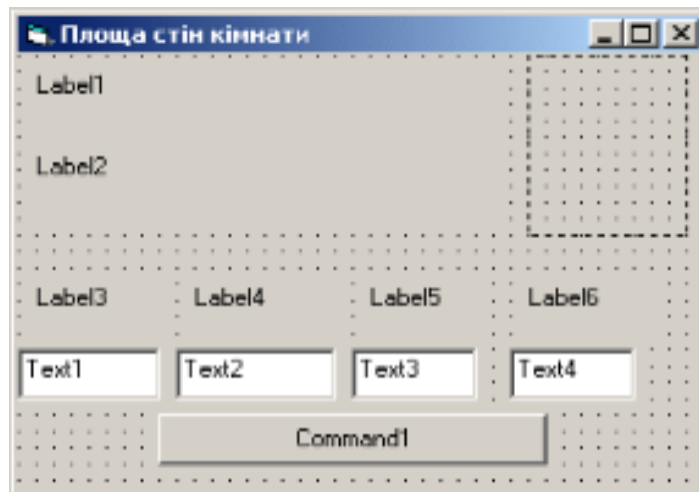 Площа стін кімнати
Label1
Label2
Label3 Label4 Label5 Label6
Text1 Text2 Text3 Text4
Command1